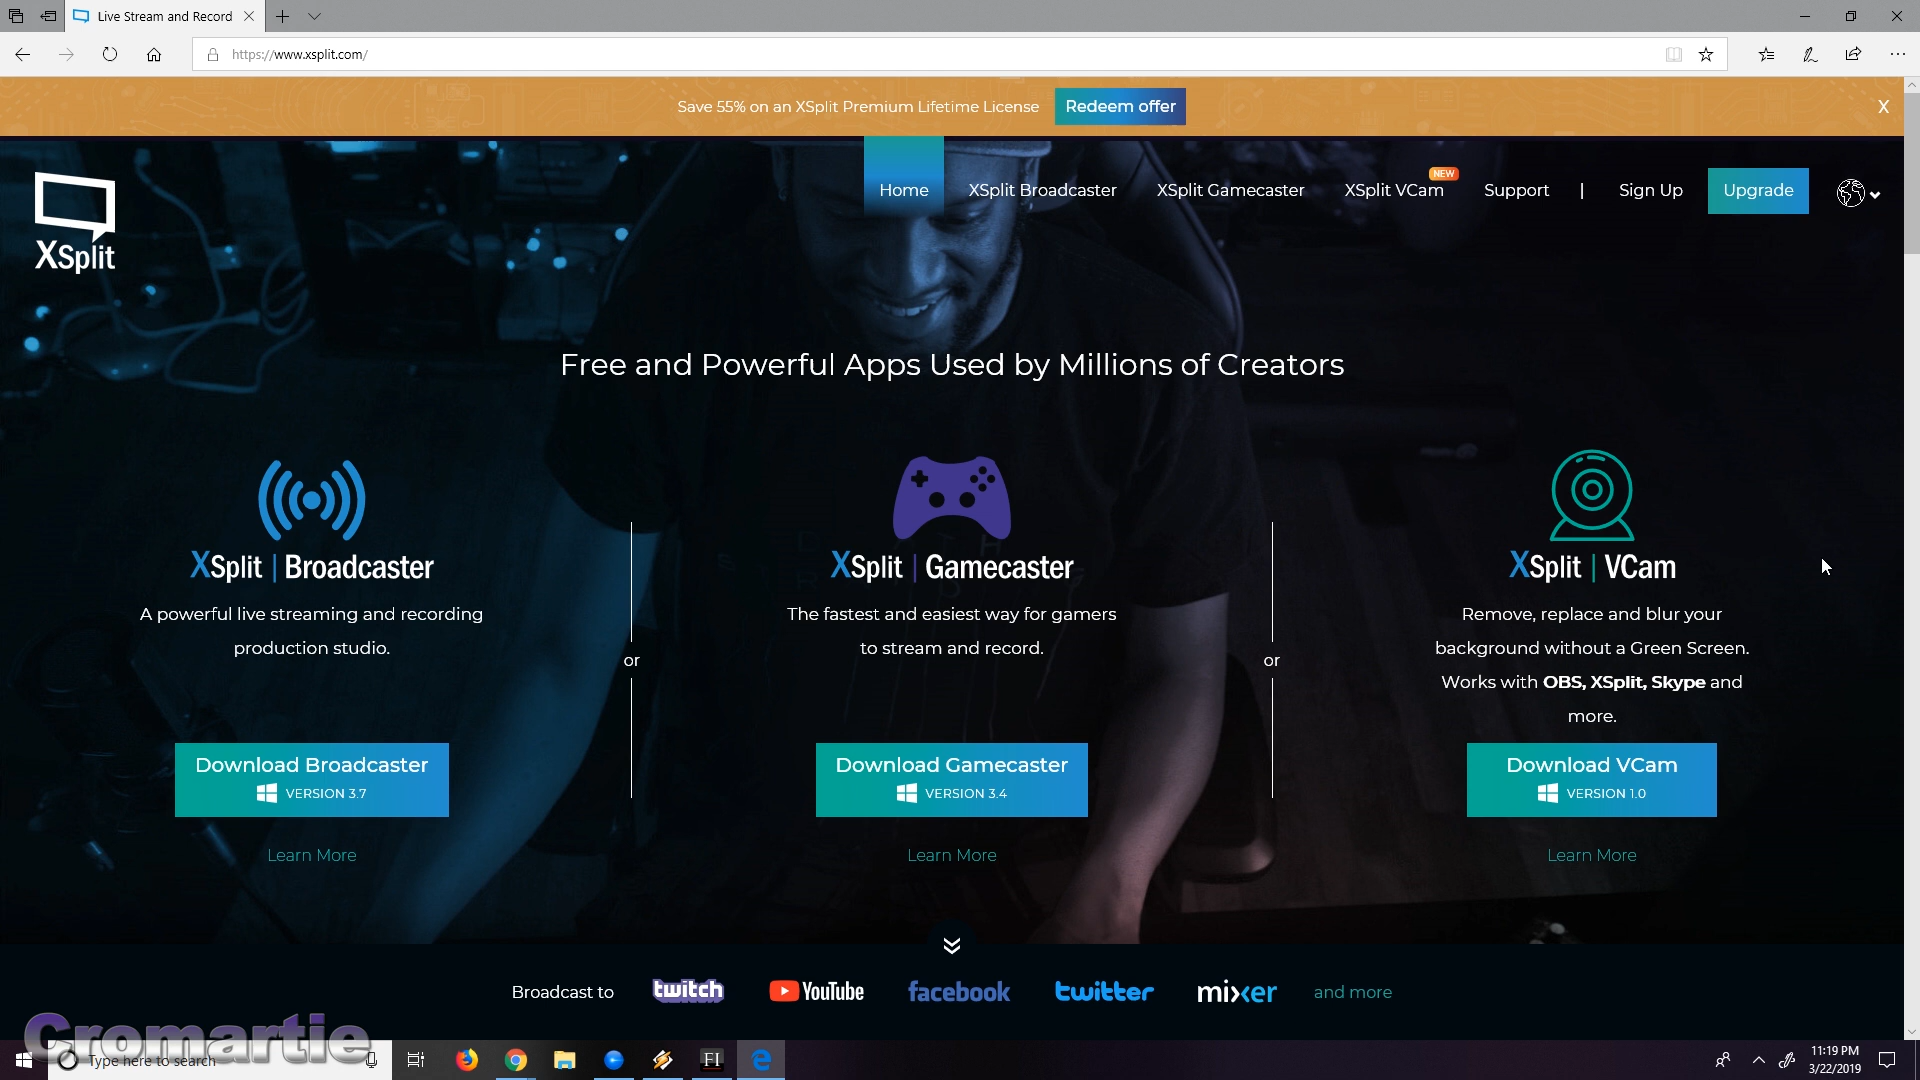 Live Stream and Record
https://www.xsplit.com/
Save 55% on an XSplit Premium Lifetime License
Redeem offer
X
XSplit
Home
XSplit Broadcaster
XSplit Gamecaster
XSplit VCam
NEW
Support
|
Sign Up
Upgrade
Free and Powerful Apps Used by Millions of Creators
XSplit | Broadcaster
A powerful live streaming and recording
production studio.
Download Broadcaster
VERSION 3.7
Learn More
or
XSplit | Gamecaster
The fastest and easiest way for gamers
to stream and record.
Download Gamecaster
VERSION 3.4
Learn More
or
XSplit | VCam
Remove, replace and blur your
background without a Green Screen.
Works with OBS, XSplit, Skype and
more.
Download VCam
VERSION 1.0
Learn More
Broadcast to
twitch
YouTube
facebook
twitter
mixer
and more
Cromartie
Type here to search
FI
11:19 PM
3/22/2019